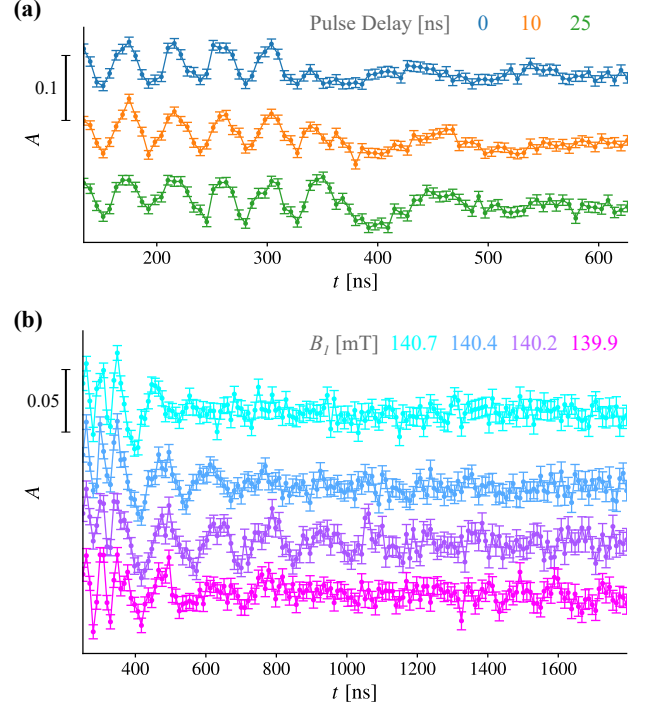 (a)
Pulse Delay [ns] 0 10 25
0.1
A
200 300 400 500 600
t [ns]
(b)
B1 [mT] 140.7 140.4 140.2 139.9
0.05
A
400 600 800 1000 1200 1400 1600
t [ns]